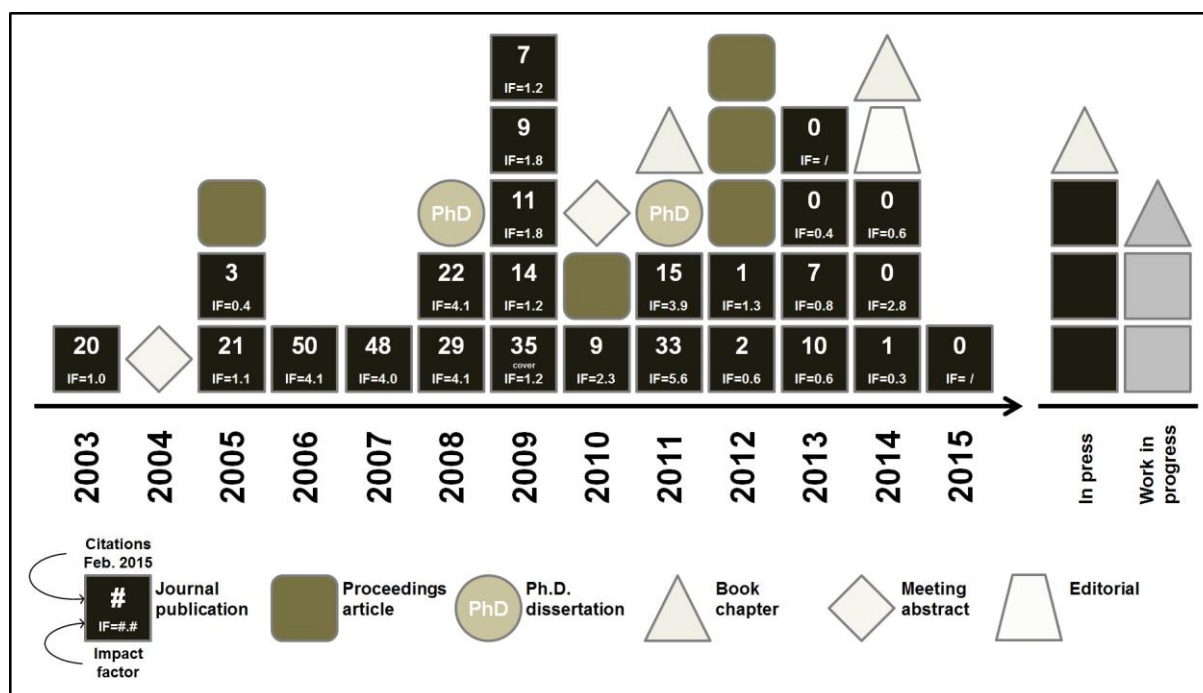 7
IF=1.2
9
IF=1.8
0
IF= /
PhD
11
IF=1.8
PhD
0
IF=0.4
0
IF=0.6
3
IF=0.4
22
IF=4.1
14
IF=1.2
15
IF=3.9
1
IF=1.3
7
IF=0.8
0
IF=2.8
20
IF=1.0
21
IF=1.1
50
IF=4.1
48
IF=4.0
29
IF=4.1
35
cover
IF=1.2
9
IF=2.3
33
IF=5.6
2
IF=0.6
10
IF=0.6
1
IF=0.3
0
IF= /
2003
2004
2005
2006
2007
2008
2009
2010
2011
2012
2013
2014
2015
In press
Work in
progress
Citations
Feb. 2015
#
IF=#.#
Impact
factor
Journal
publication
Proceedings
article
PhD
Ph.D.
dissertation
Book
chapter
Meeting
abstract
Editorial